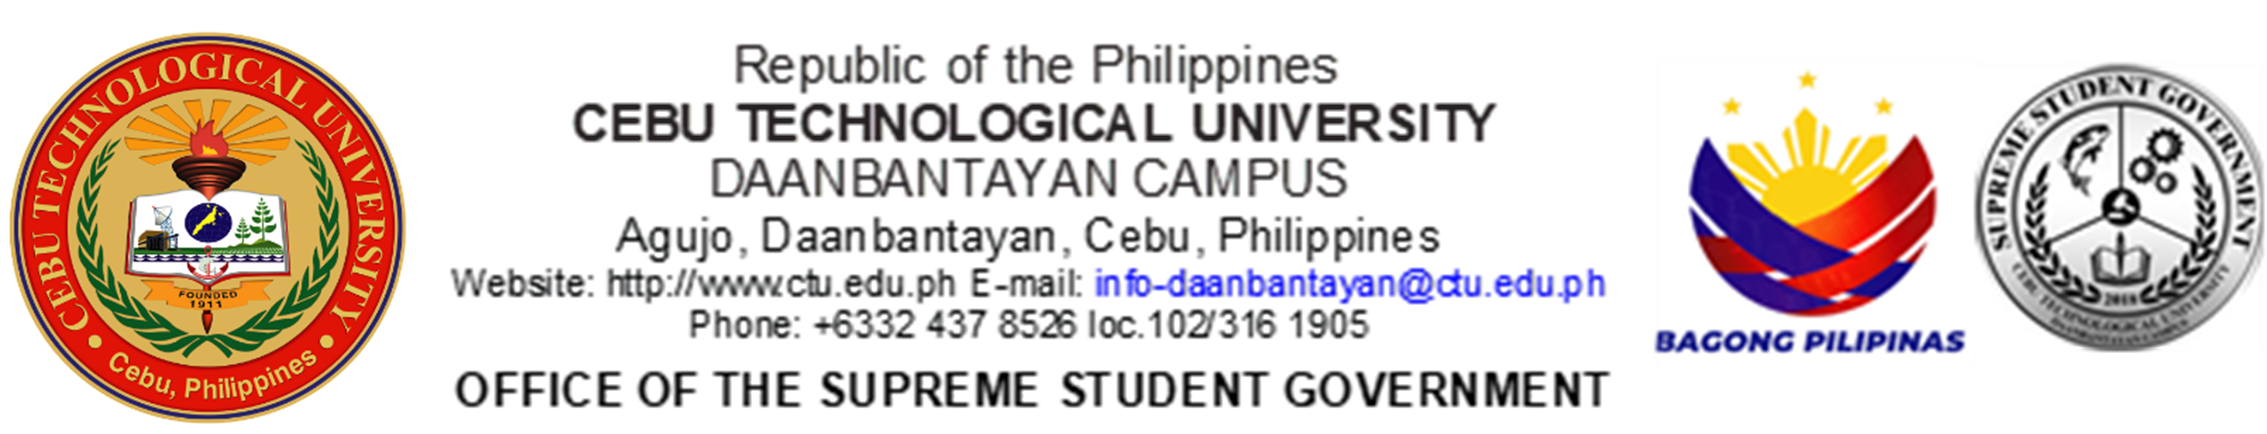 CEBU TECHNOLOGICAL UNIVERSITY
FOUNDED
1911
Cebu, Philippines
Republic of the Philippines
CEBU TECHNOLOGICAL UNIVERSITY
DAANBANTAYAN CAMPUS
Agujo, Daanbantayan, Cebu, Philippines
Website: http://www.ctu.edu.ph E-mail: info-daanbantayan@ctu.edu.ph
Phone: +6332 437 8526 loc.102/316 1905
OFFICE OF THE SUPREME STUDENT GOVERNMENT
BAGONG PILIPINAS
SUPREME STUDENT GOVERNMENT
2018
CEBU TECHNOLOGICAL UNIVERSITY
DAANBANTAYAN CAMPUS